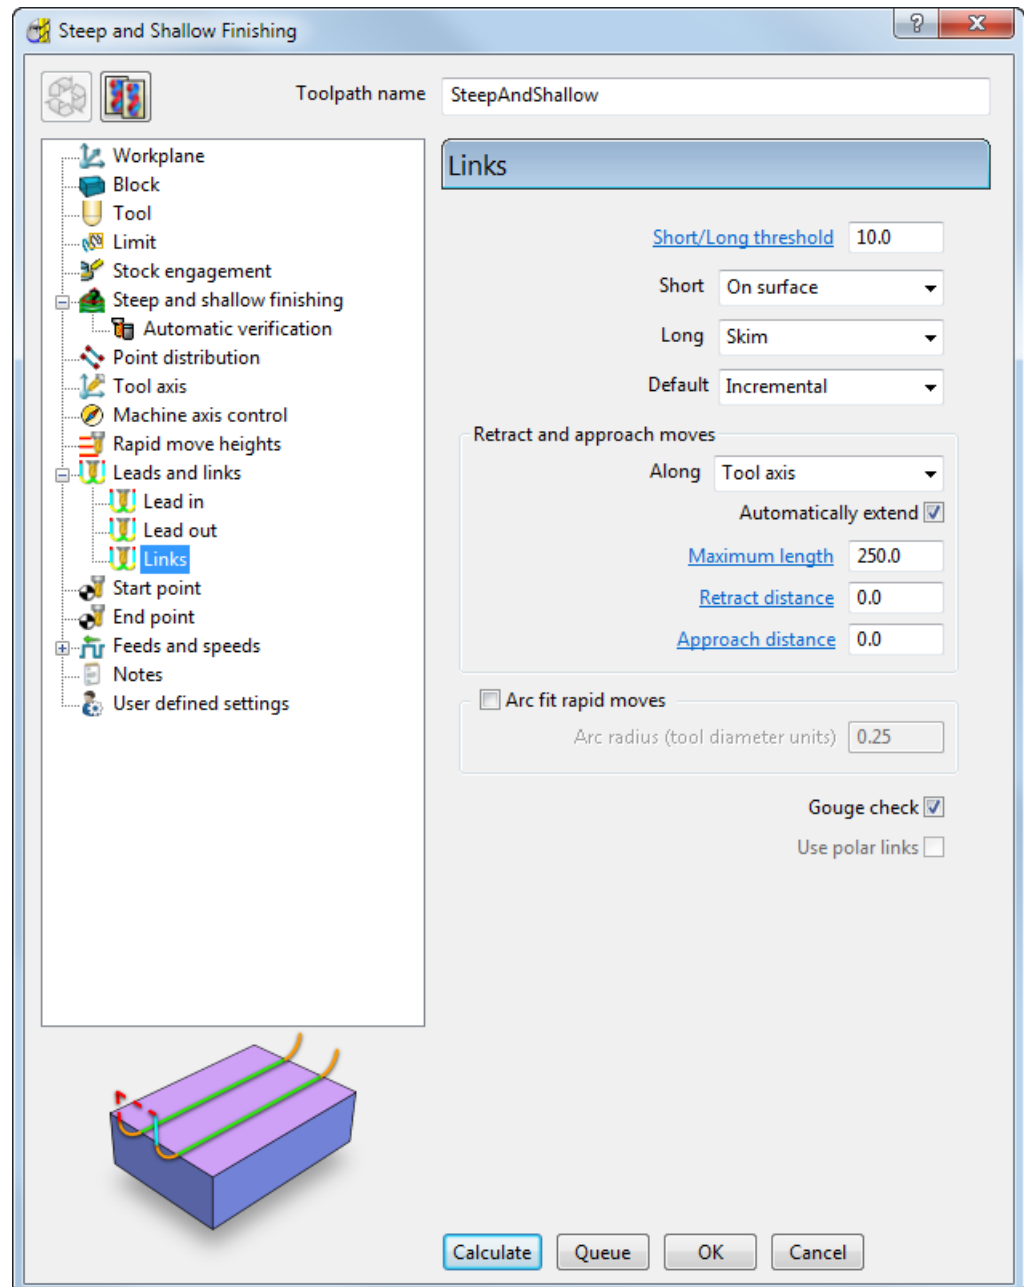 Steep and Shallow Finishing
?
X
Toolpath name SteepAndShallow
Workplane
Block
Tool
Limit
Stock engagement
Steep and shallow finishing
Automatic verification
Point distribution
Tool axis
Machine axis control
Rapid move heights
Leads and links
Lead in
Lead out
Links
Start point
End point
Feeds and speeds
Notes
User defined settings
Links
Short/Long threshold 10.0
Short On surface
Long Skim
Default Incremental
Retract and approach moves
Along Tool axis
Automatically extend
Maximum length 250.0
Retract distance 0.0
Approach distance 0.0
Arc fit rapid moves
Arc radius (tool diameter units) 0.25
Gouge check
Use polar links
Calculate Queue OK Cancel